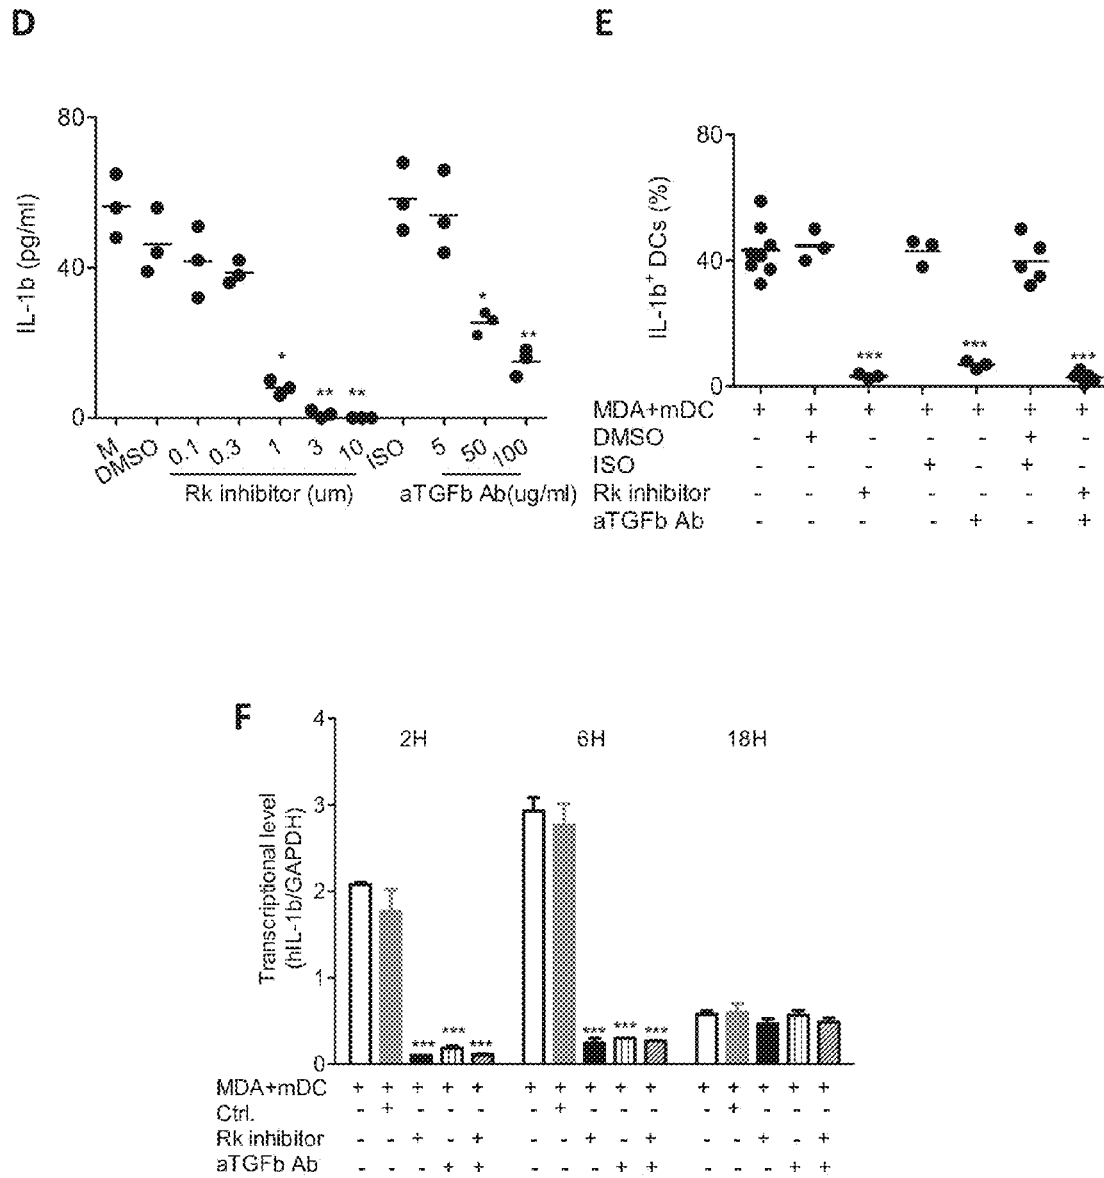 D
80
40
0
IL-1b (pg/ml)
* ** ** * **
M DMSO 0.1 0.3 1 3 10 ISO 5 50 100
Rk inhibitor (um) aTGFb Ab(ug/ml)
E
80
40
0
IL-1b+ DCs (%)
*** *** ***
MDA+mDC + + + + + + +
DMSO - + - - - + -
ISO - - - + - + -
Rk inhibitor - - + - - - +
aTGFb Ab - - - - + - +
F
4
3
2
1
0
Transcriptional level
(hIL-1b/GAPDH)
2H 6H 18H
*** *** *** *** *** ***
MDA+mDC + + + + + + + + + + + + + + +
Ctrl. - + - - - - + - - - - + - - -
Rk inhibitor - - + - + - - + - + - - + - +
aTGFb Ab - - - + + - - - + + - - - + +